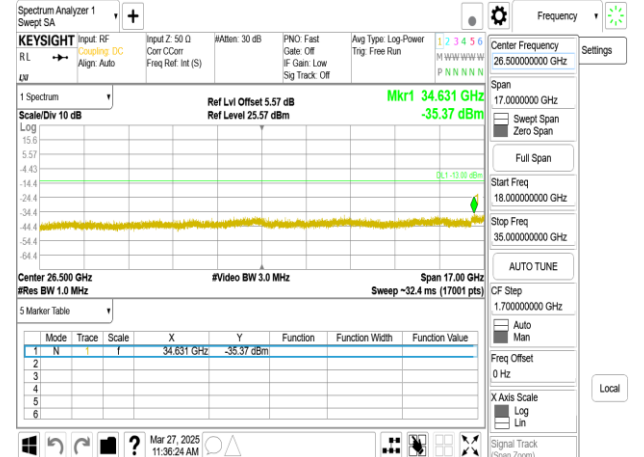 Spectrum Analyzer 1
Swept SA
Frequency
KEYSIGHT
RL
Input: RF
Coupling: DC
Align: Auto
Input Z: 50 Ω
Corr CCorr
Freq Ref: Int (S)
#Atten: 30 dB
PNO: Fast
Gate: Off
IF Gain: Low
Sig Track: Off
Avg Type: Log-Power
Trig: Free Run
1 2 3 4 5 6
M W W W W W
P N N N N N
LXI
Center Frequency
26.500000000 GHz
Settings
Span
17.0000000 GHz
Swept Span
Zero Span
Full Span
Start Freq
18.000000000 GHz
Stop Freq
35.000000000 GHz
AUTO TUNE
CF Step
1.700000000 GHz
Auto
Man
Freq Offset
0 Hz
X Axis Scale
Log
Lin
Signal Track
(Span Zoom)
Local
1 Spectrum
Scale/Div 10 dB
Ref Lvl Offset 5.57 dB
Ref Level 25.57 dBm
Mkr1 34.631 GHz
-35.37 dBm
Log
15.6
5.57
-4.43
DL1 -13.00 dBm
-14.4
-24.4
-34.4
-44.4
-54.4
-64.4
Center 26.500 GHz
#Video BW 3.0 MHz
Span 17.00 GHz
#Res BW 1.0 MHz
Sweep ~32.4 ms (17001 pts)
5 Marker Table
Mode Trace Scale X Y Function Function Width Function Value
1 N 1 f 34.631 GHz -35.37 dBm
2
3
4
5
6
Mar 27, 2025
11:36:24 AM